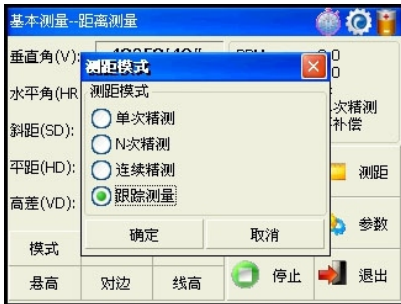 基本测量--距离测量
垂直角(V):
测距模式
水平角(HR
测距模式
单次精测
次精测
补偿
斜距(SD):
N次精测
平距(HD):
连续精测
测距
高差(VD):
跟踪测量
确定
取消
参数
模式
悬高
对边
线高
停止
退出